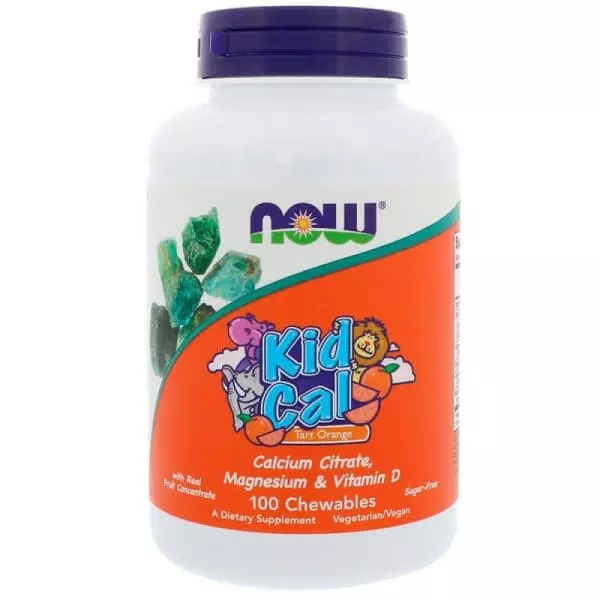 NOW®
Kid
Cal
Tart Orange
Calcium Citrate,
Magnesium & Vitamin D
with Real
Fruit Concentrate
100 Chewables
Sugar-Free
A Dietary Supplement Vegetarian/Vegan